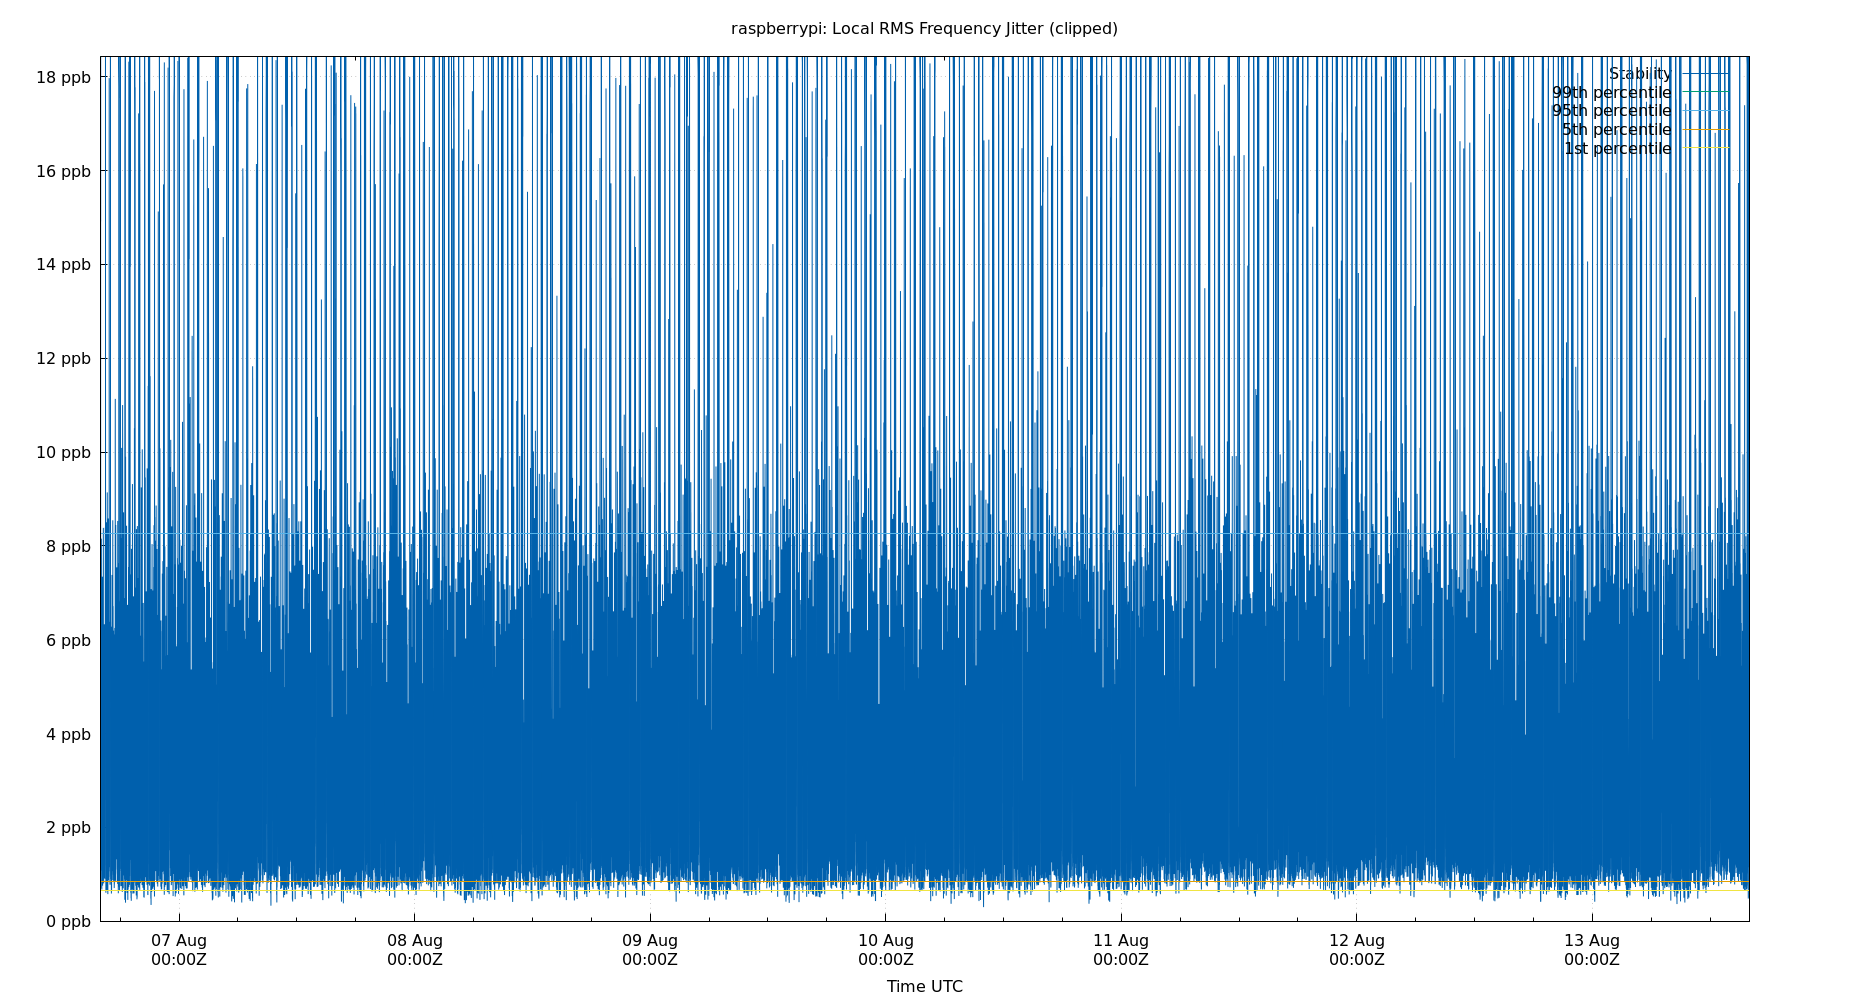 raspberrypi: Local RMS Frequency Jitter (clipped)
18 ppb
16 ppb
14 ppb
12 ppb
10 ppb
8 ppb
6 ppb
4 ppb
2 ppb
0 ppb
Stability
99th percentile
95th percentile
5th percentile
1st percentile
07 Aug 08 Aug 09 Aug 10 Aug 11 Aug 12 Aug 13 Aug
00:00Z 00:00Z 00:00Z 00:00Z 00:00Z 00:00Z 00:00Z
Time UTC